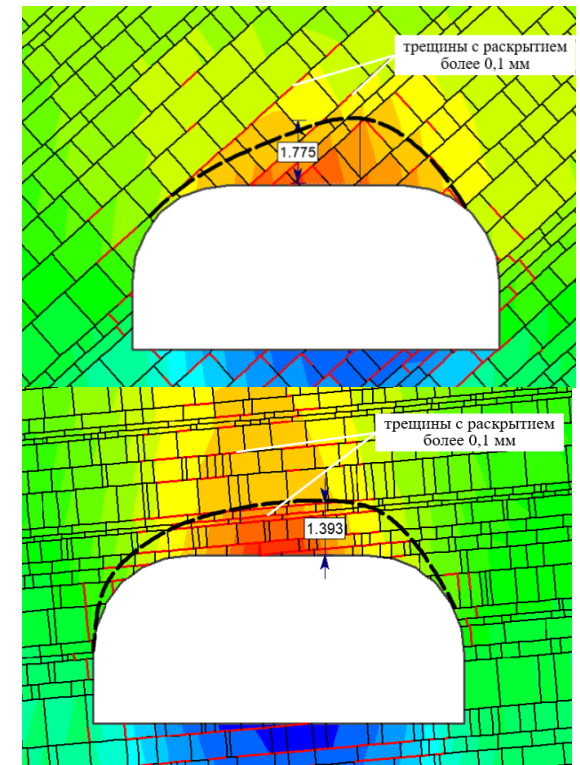 трещины с раскрытием
более 0,1 мм
1.775
трещины с раскрытием
более 0,1 мм
1.393